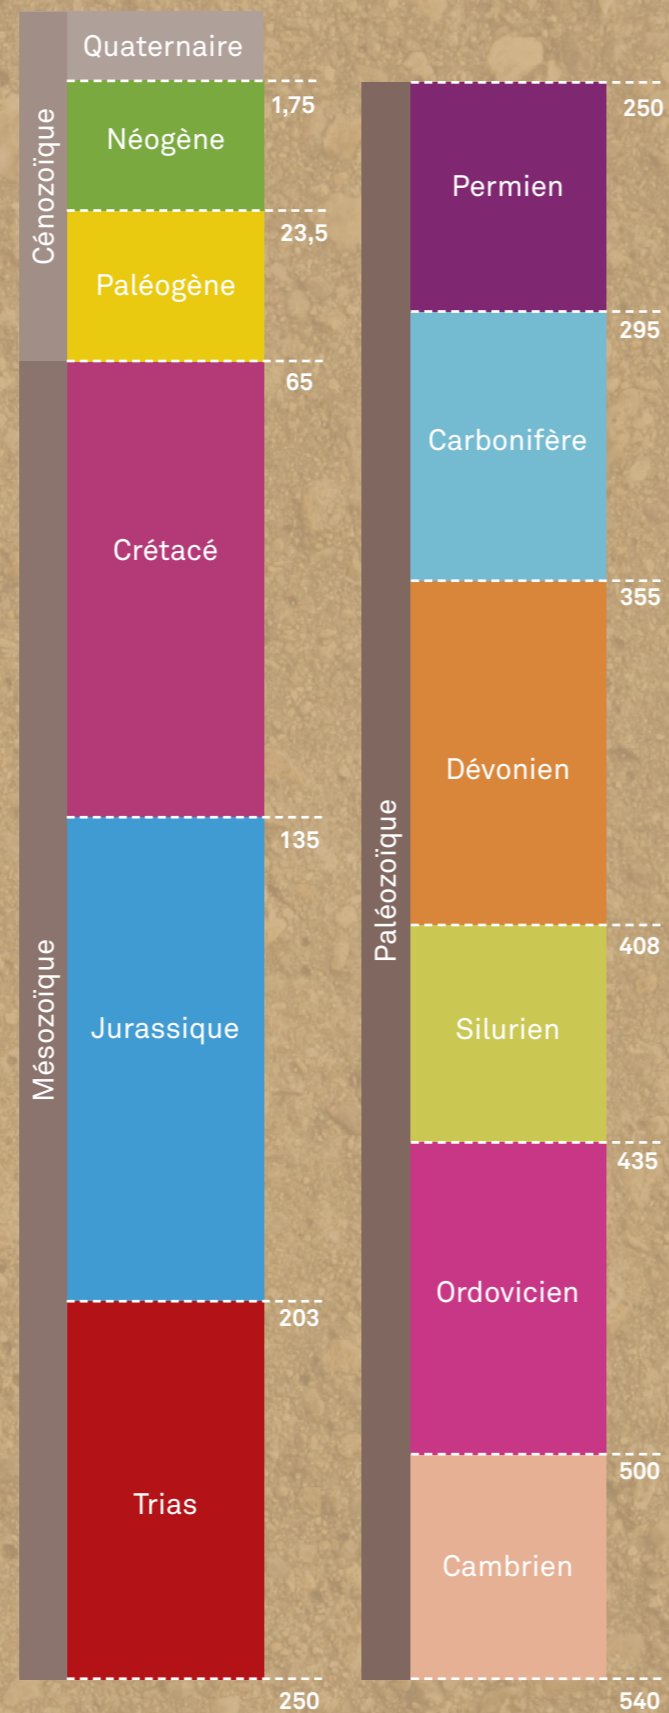 Cénozoïque
Quaternaire
1,75
Néogène
23,5
Paléogène
65
Mésozoïque
Crétacé
135
Jurassique
203
Trias
250
Paléozoïque
250
Permien
295
Carbonifère
355
Dévonien
408
Silurien
435
Ordovicien
500
Cambrien
540